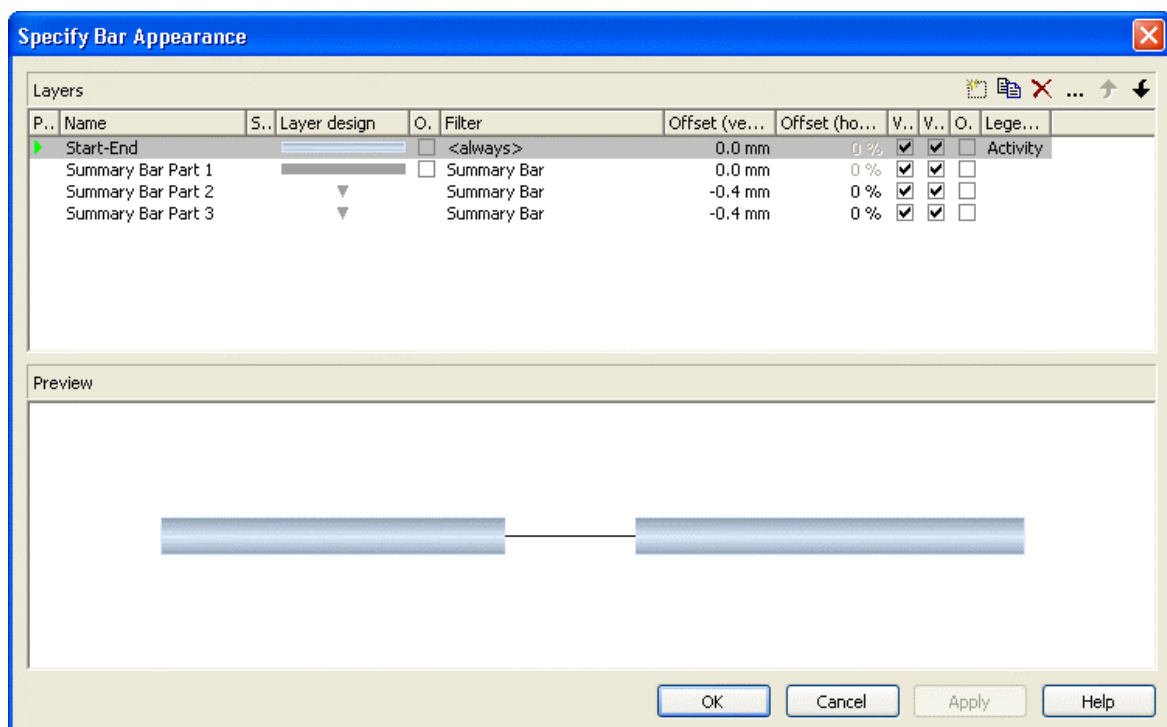 Specify Bar Appearance
Layers
...
P.. Name S.. Layer design O. Filter Offset (ve... Offset (ho... V.. V.. O. Lege...
Start-End <always> 0.0 mm 0 % Activity
Summary Bar Part 1 Summary Bar 0.0 mm 0 %
Summary Bar Part 2 Summary Bar -0.4 mm 0 %
Summary Bar Part 3 Summary Bar -0.4 mm 0 %
Preview
OK Cancel Apply Help